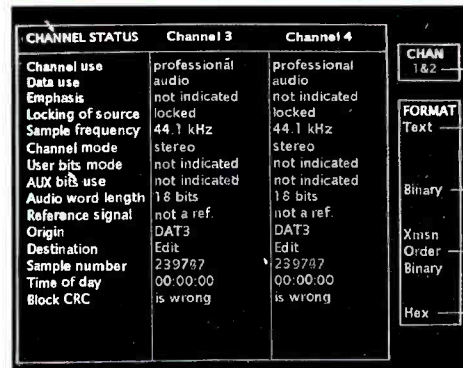 CHANNEL STATUS Channel 3 Channel 4
Channel use professional professional
Data use audio audio
Emphasis not indicated not indicated
Locking of source locked locked
Sample frequency 44.1 kHz 44.1 kHz
Channel mode stereo stereo
User bits mode not indicated not indicated
AUX bits use not indicated not indicated
Audio word length 18 bits 18 bits
Reference signal not a ref. not a ref.
Origin DAT3 DAT3
Destination Edit Edit
Sample number 239787 239787
Time of day 00:00:00 00:00:00
Block CRC is wrong is wrong
CHAN
1&2
FORMAT
Text
Binary
Xmsn
Order
Binary
Hex